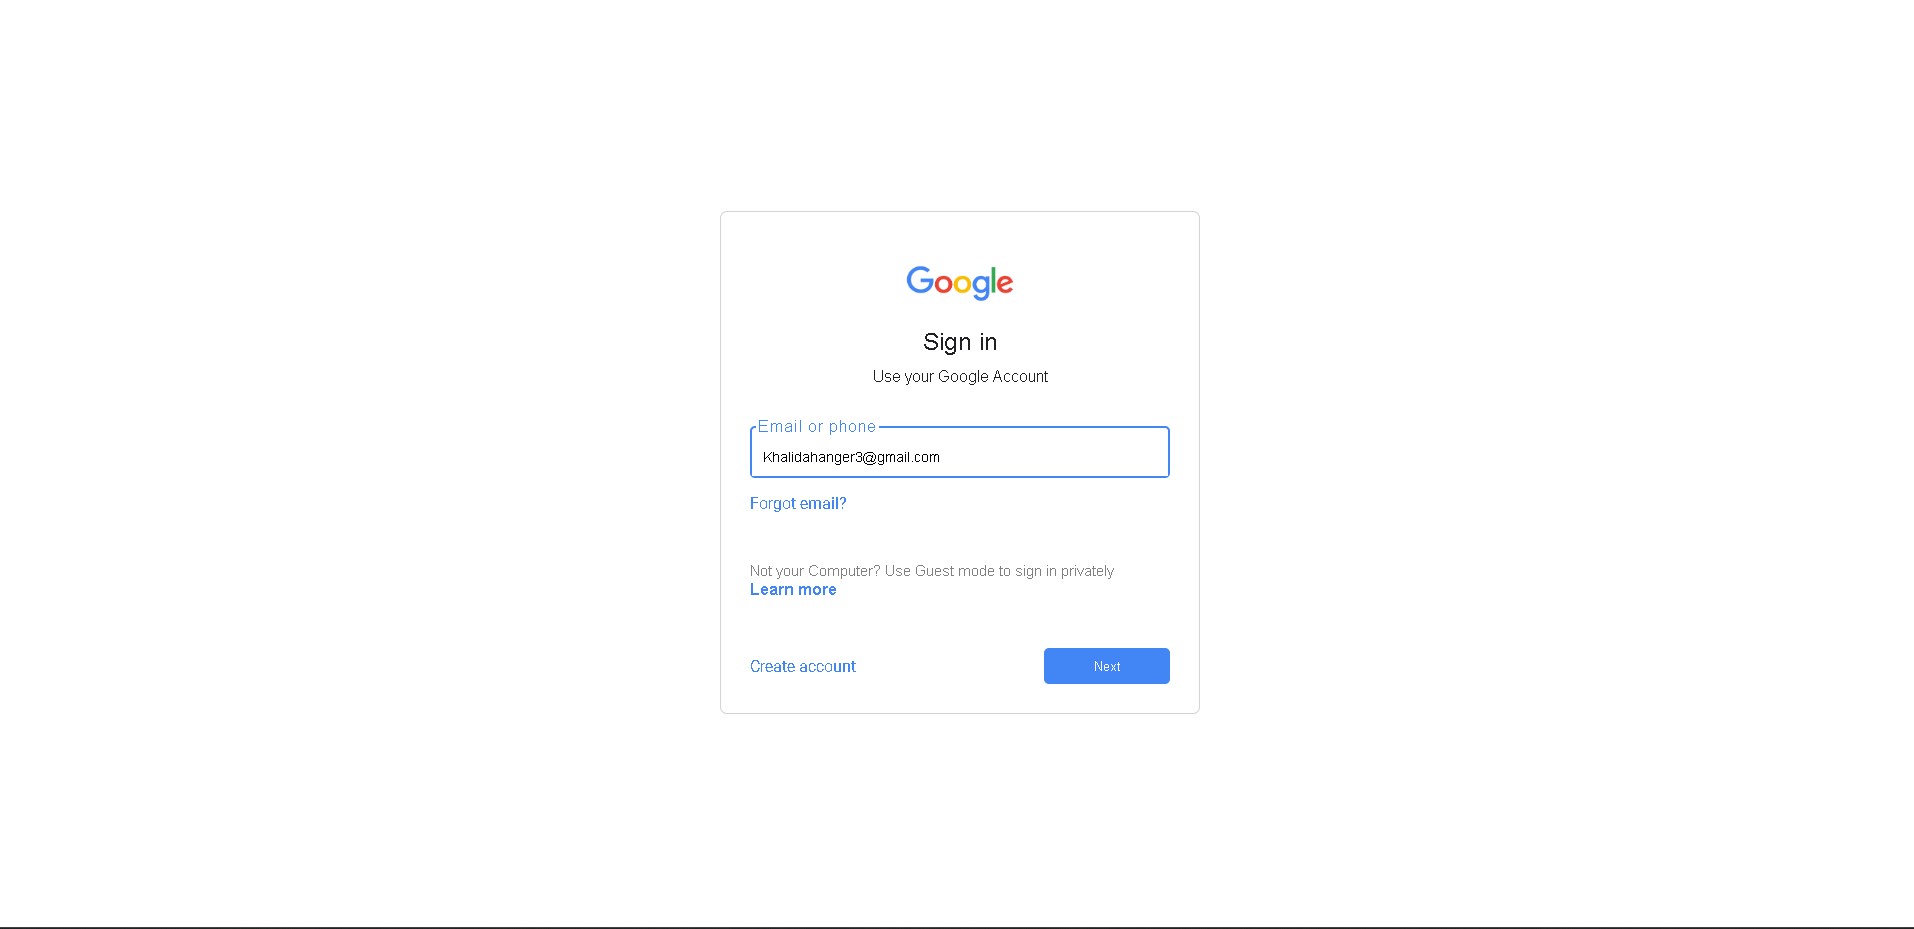 Google
Sign in
Use your Google Account
Email or phone
Khalidahanger3@gmail.com
Forgot email?
Not your Computer? Use Guest mode to sign in privately
Learn more
Create account
Next